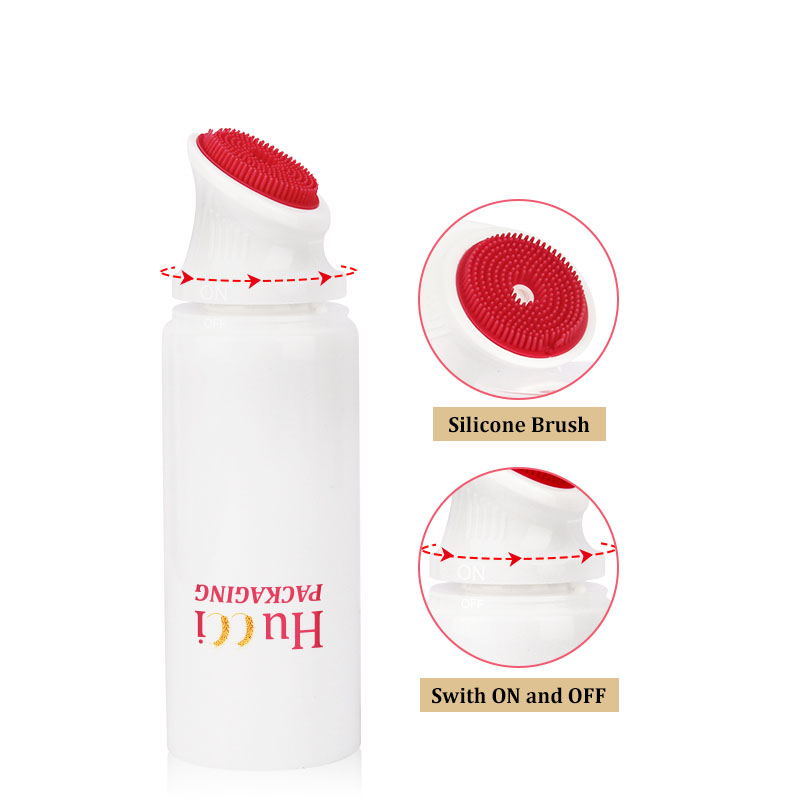 ON
OFF
Hucci
PACKAGING
Silicone Brush
ON
OFF
Swith ON and OFF